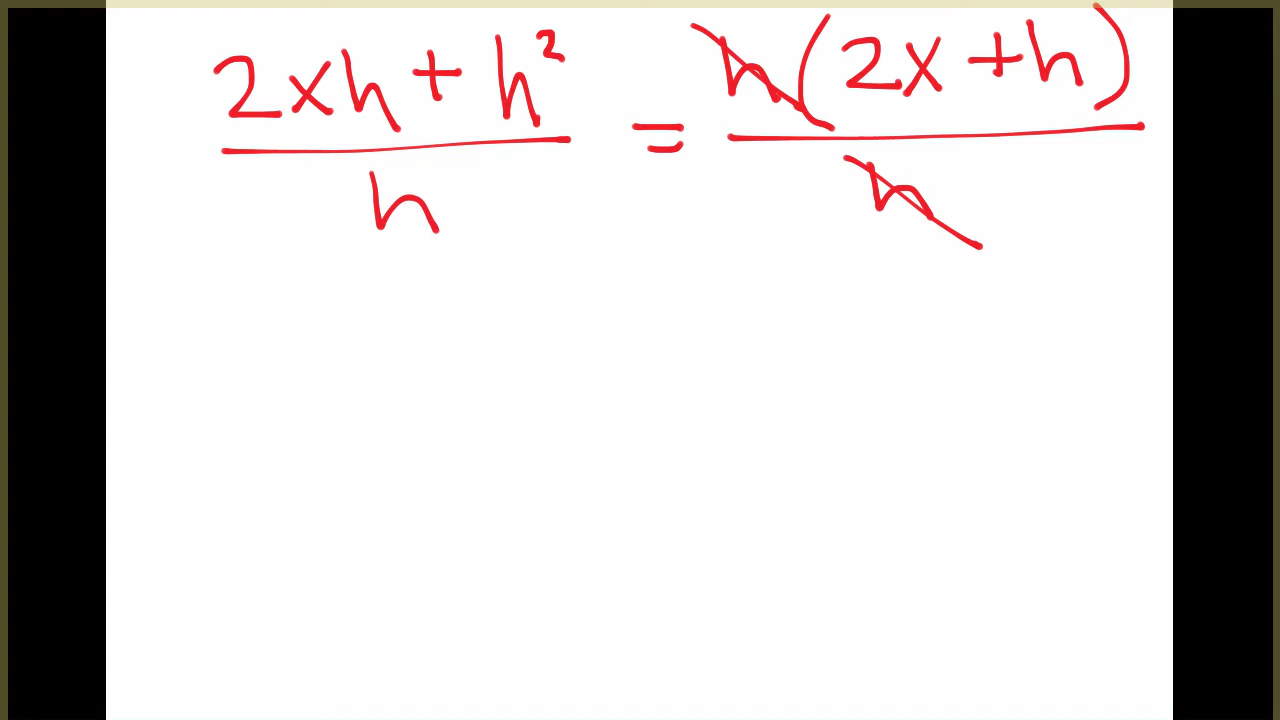 (2xh + h²)/h = h(2x + h)/h